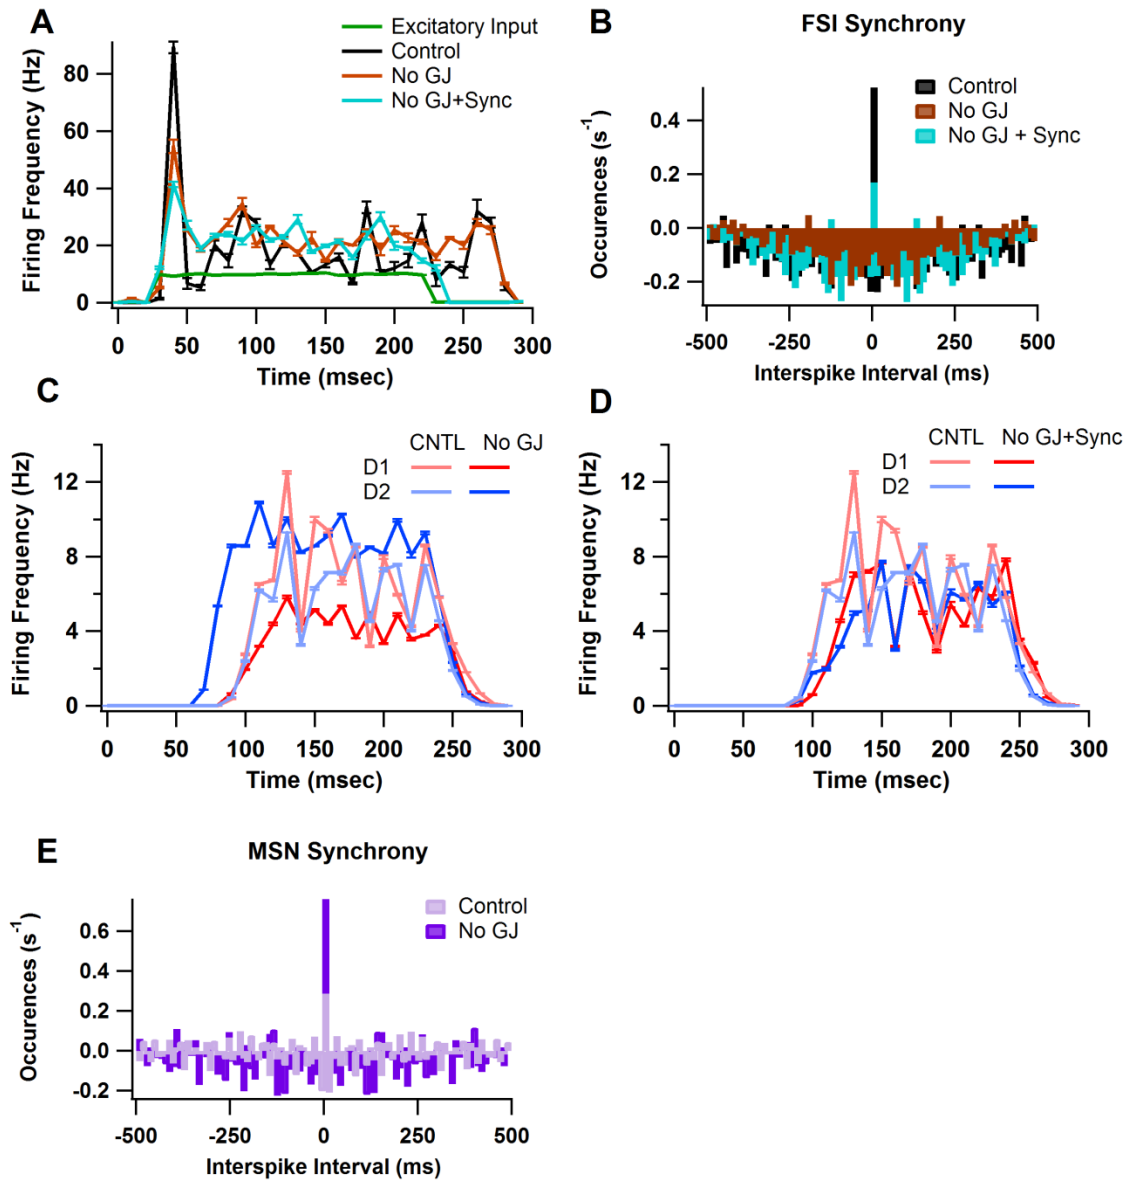 A
Excitatory Input
Control
No GJ
No GJ+Sync
Firing Frequency (Hz)
80
60
40
20
0
0 50 100 150 200 250 300
Time (msec)
B
FSI Synchrony
Control
No GJ
No GJ + Sync
Occurences (s-1)
0.4
0.2
0.0
-0.2
-500 -250 0 250 500
Interspike Interval (ms)
C
CNTL No GJ
D1
D2
Firing Frequency (Hz)
12
8
4
0
0 50 100 150 200 250 300
Time (msec)
D
CNTL No GJ+Sync
D1
D2
Firing Frequency (Hz)
12
8
4
0
0 50 100 150 200 250 300
Time (msec)
E
MSN Synchrony
Control
No GJ
Occurences (s-1)
0.6
0.4
0.2
0.0
-0.2
-500 -250 0 250 500
Interspike Interval (ms)